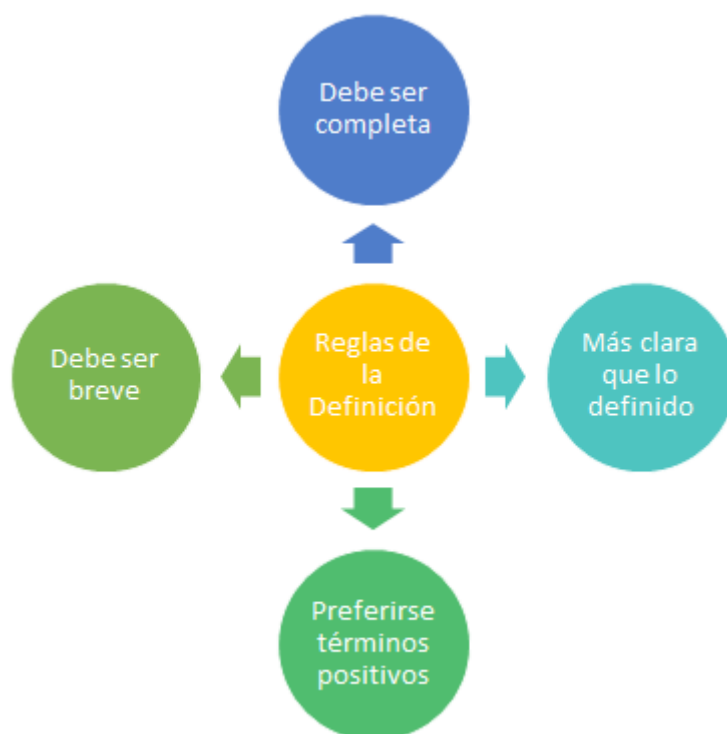 Debe ser
completa
Debe ser
breve
Reglas de
la
Definición
Más clara
que lo
definido
Preferirse
términos
positivos